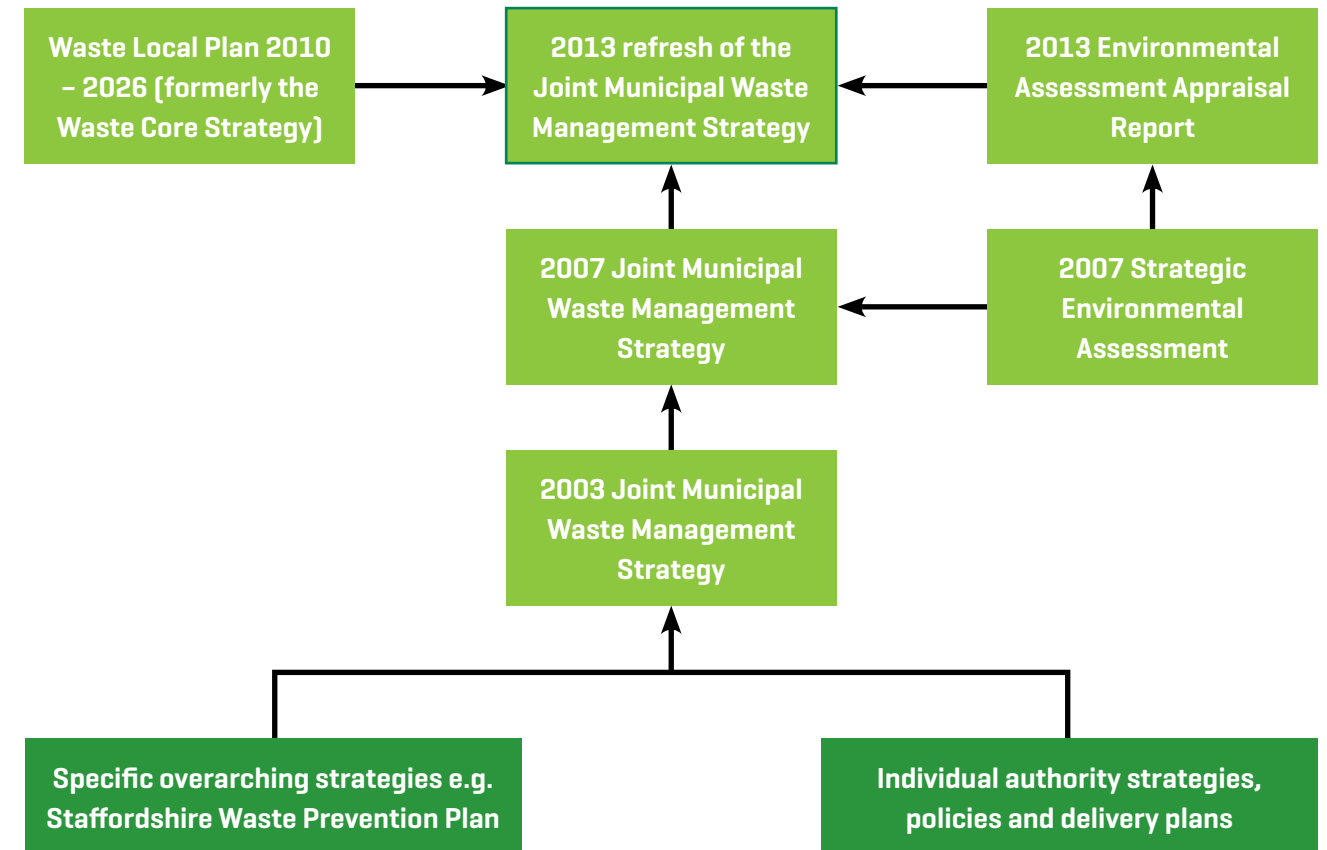 Waste Local Plan 2010
– 2026 (formerly the
Waste Core Strategy)
2013 refresh of the
Joint Municipal Waste
Management Strategy
2013 Environmental
Assessment Appraisal
Report
2007 Joint Municipal
Waste Management
Strategy
2007 Strategic
Environmental
Assessment
2003 Joint Municipal
Waste Management
Strategy
Specific overarching strategies e.g.
Staffordshire Waste Prevention Plan
Individual authority strategies,
policies and delivery plans